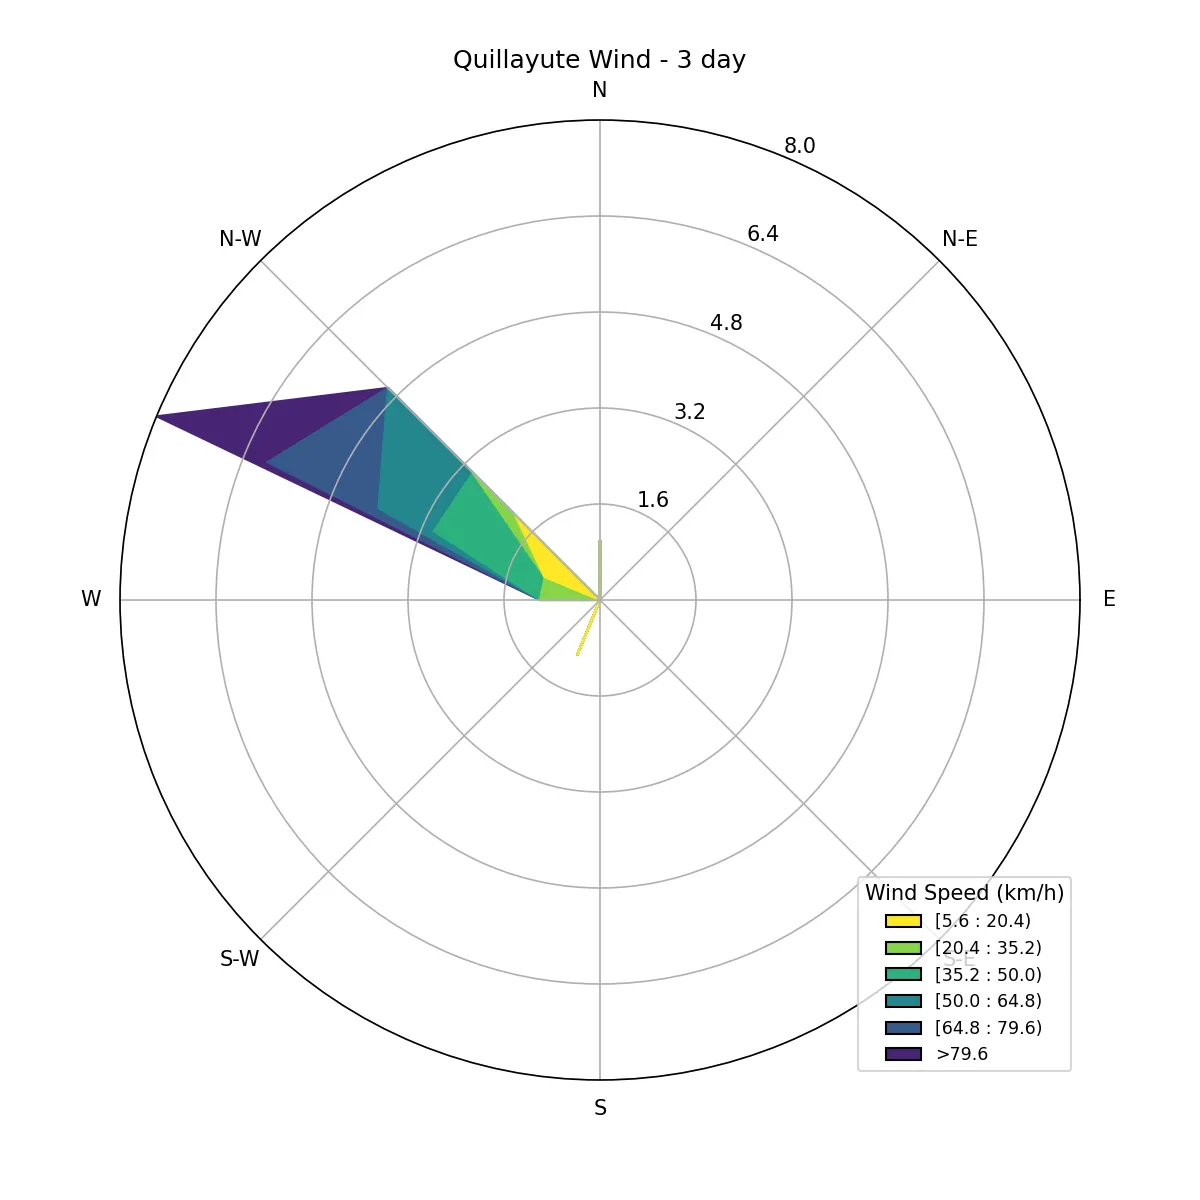 Quillayute Wind - 3 day
N
8.0
N-W
6.4
N-E
4.8
3.2
1.6
W
E
Wind Speed (km/h)
[5.6 : 20.4)
[20.4 : 35.2)
S-W
S-E
[35.2 : 50.0)
[50.0 : 64.8)
[64.8 : 79.6)
>79.6
S